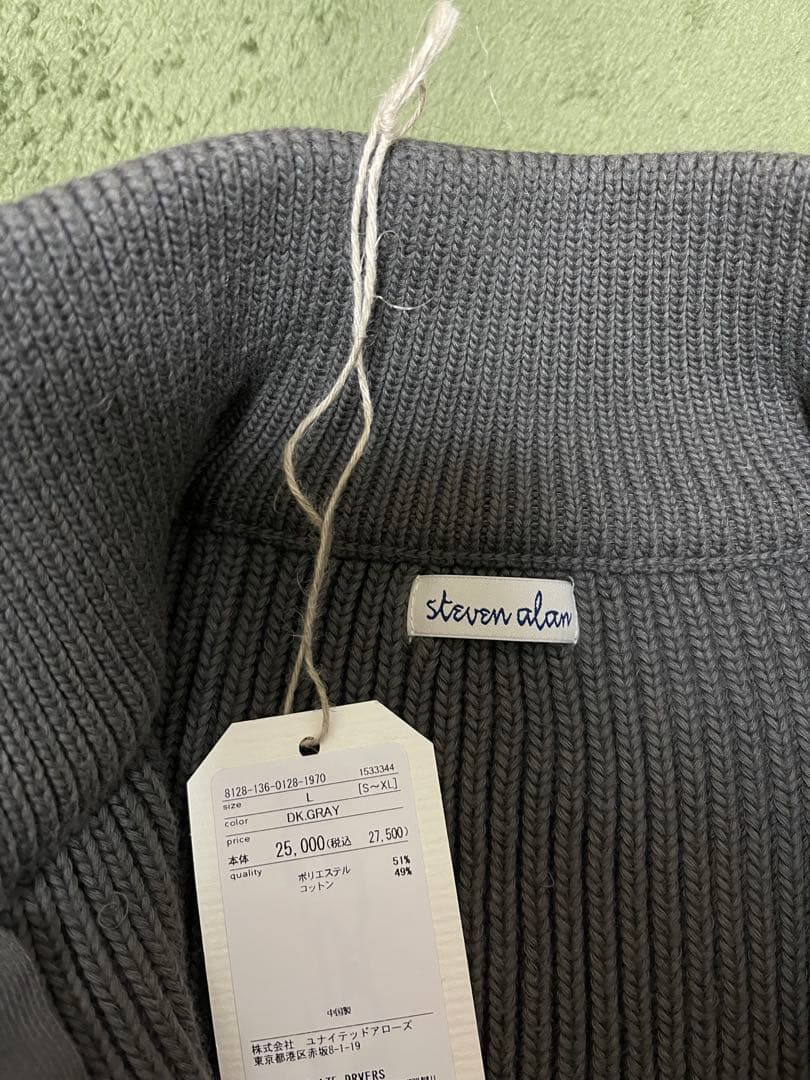 steven alan
8128-136-0128-1970 1533344
size L [S〜XL]
color DK.GRAY
price
本体 25,000(税込 27,500)
quality ポリエステル 51%
コットン 49%
中国製
株式会社 ユナイテッドアローズ
東京都港区赤坂8-1-19
DRYERS